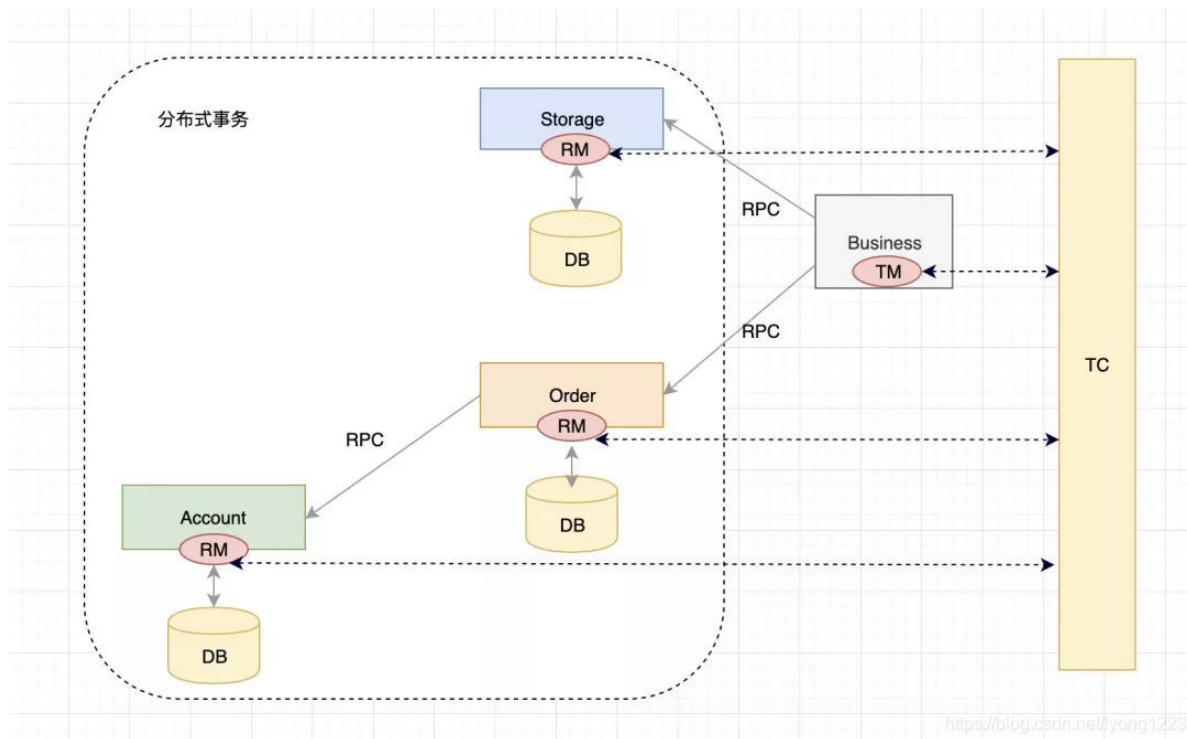 分布式事务
Storage
RM
DB
RPC
Business
TM
RPC
TC
Order
RM
DB
RPC
Account
RM
DB
https://blog.csdn.net/lyong1223